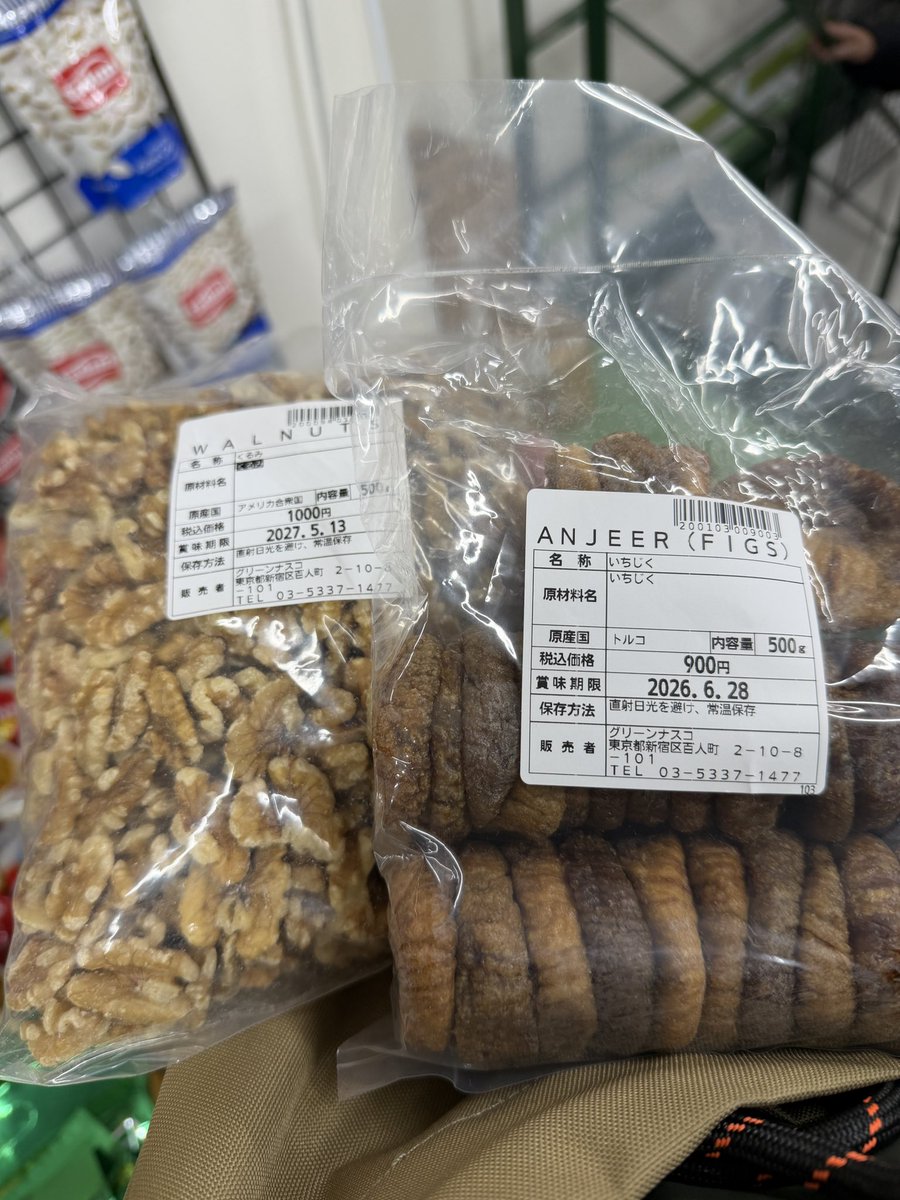 WALNUTS
名 称 くるみ
原材料名 くるみ
原産国 アメリカ合衆国 内容量 500g
税込価格 1000円
賞味期限 2027.5.13
保存方法 直射日光を避け、常温保存
販売者 グリーンナスコ
東京都新宿区百人町 2-10-8
-101
TEL 03-5337-1477
200103009003
ANJEER(FIGS)
名 称 いちじく
原材料名 いちじく
原産国 トルコ 内容量 500g
税込価格 900円
賞味期限 2026.6.28
保存方法 直射日光を避け、常温保存
販売者 グリーンナスコ
東京都新宿区百人町 2-10-8
-101
TEL 03-5337-1477
103